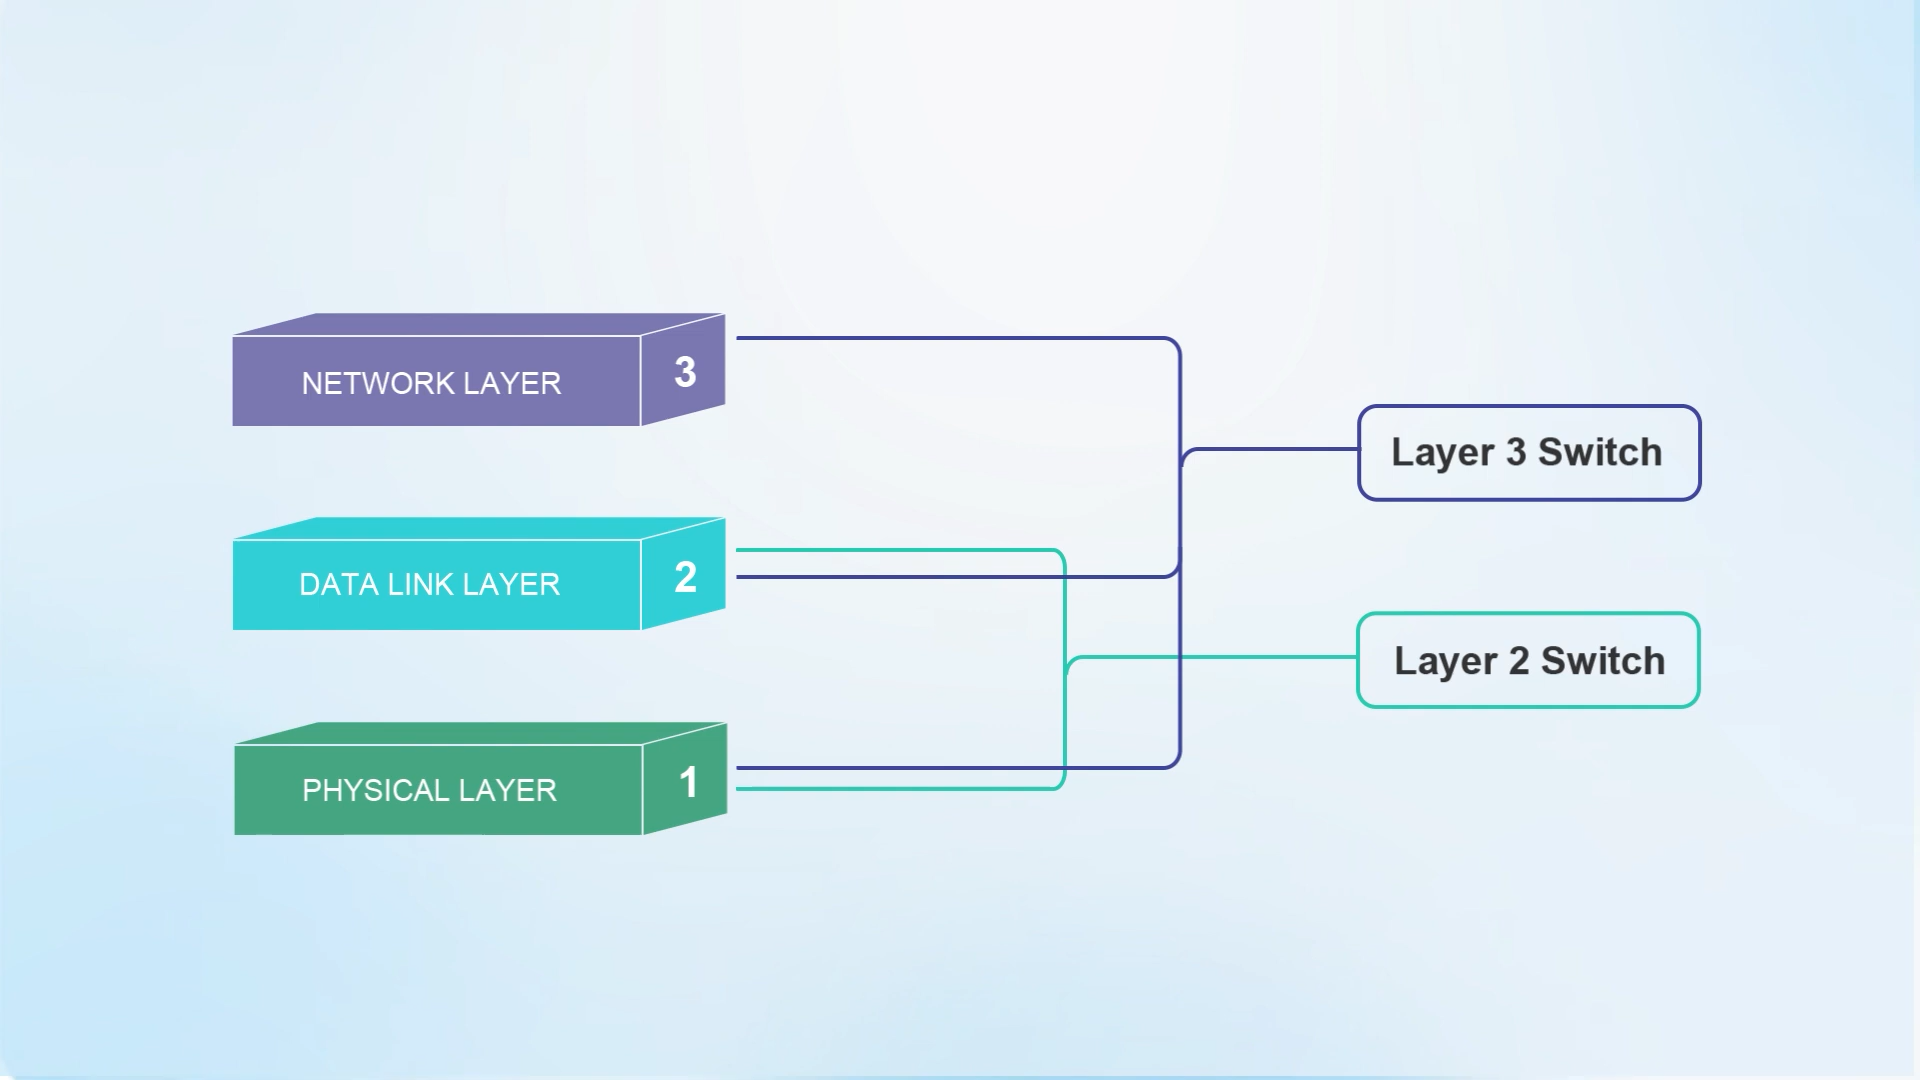 NETWORK LAYER 3
Layer 3 Switch
DATA LINK LAYER 2
Layer 2 Switch
PHYSICAL LAYER 1